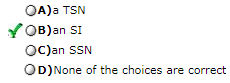 A)a TSN
B)an SI
C)an SSN
D)None of the choices are correct